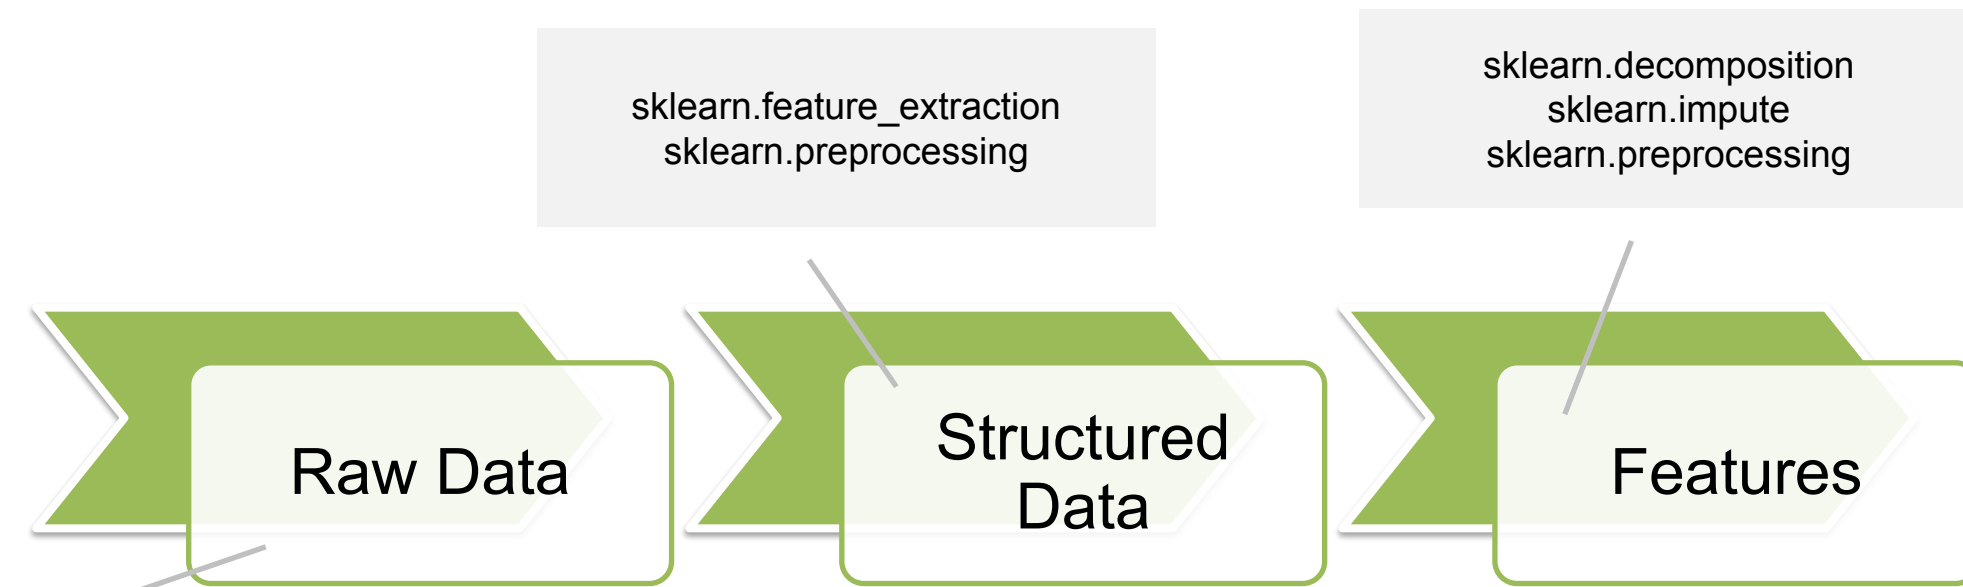 sklearn.feature_extraction
sklearn.preprocessing
sklearn.decomposition
sklearn.impute
sklearn.preprocessing
Raw Data
Structured
Data
Features